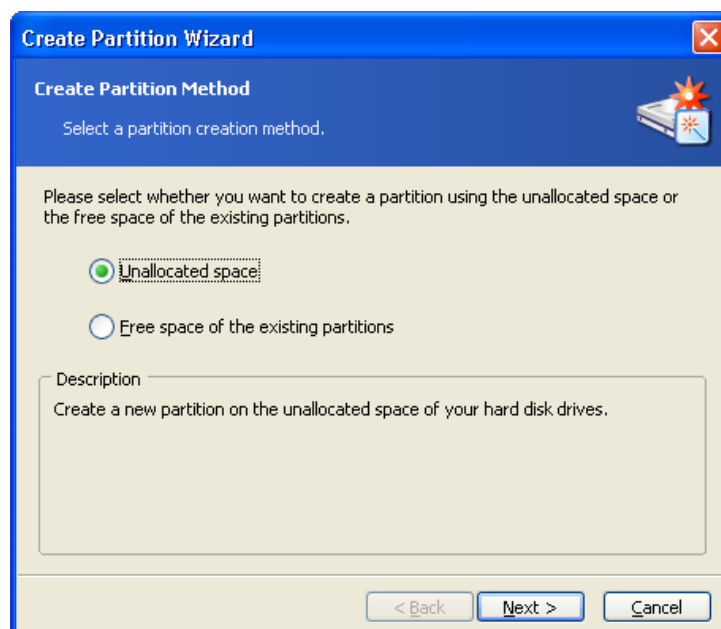 Create Partition Wizard
Create Partition Method
Select a partition creation method.
Please select whether you want to create a partition using the unallocated space or
the free space of the existing partitions.
Unallocated space
Free space of the existing partitions
Description
Create a new partition on the unallocated space of your hard disk drives.
< Back
Next >
Cancel